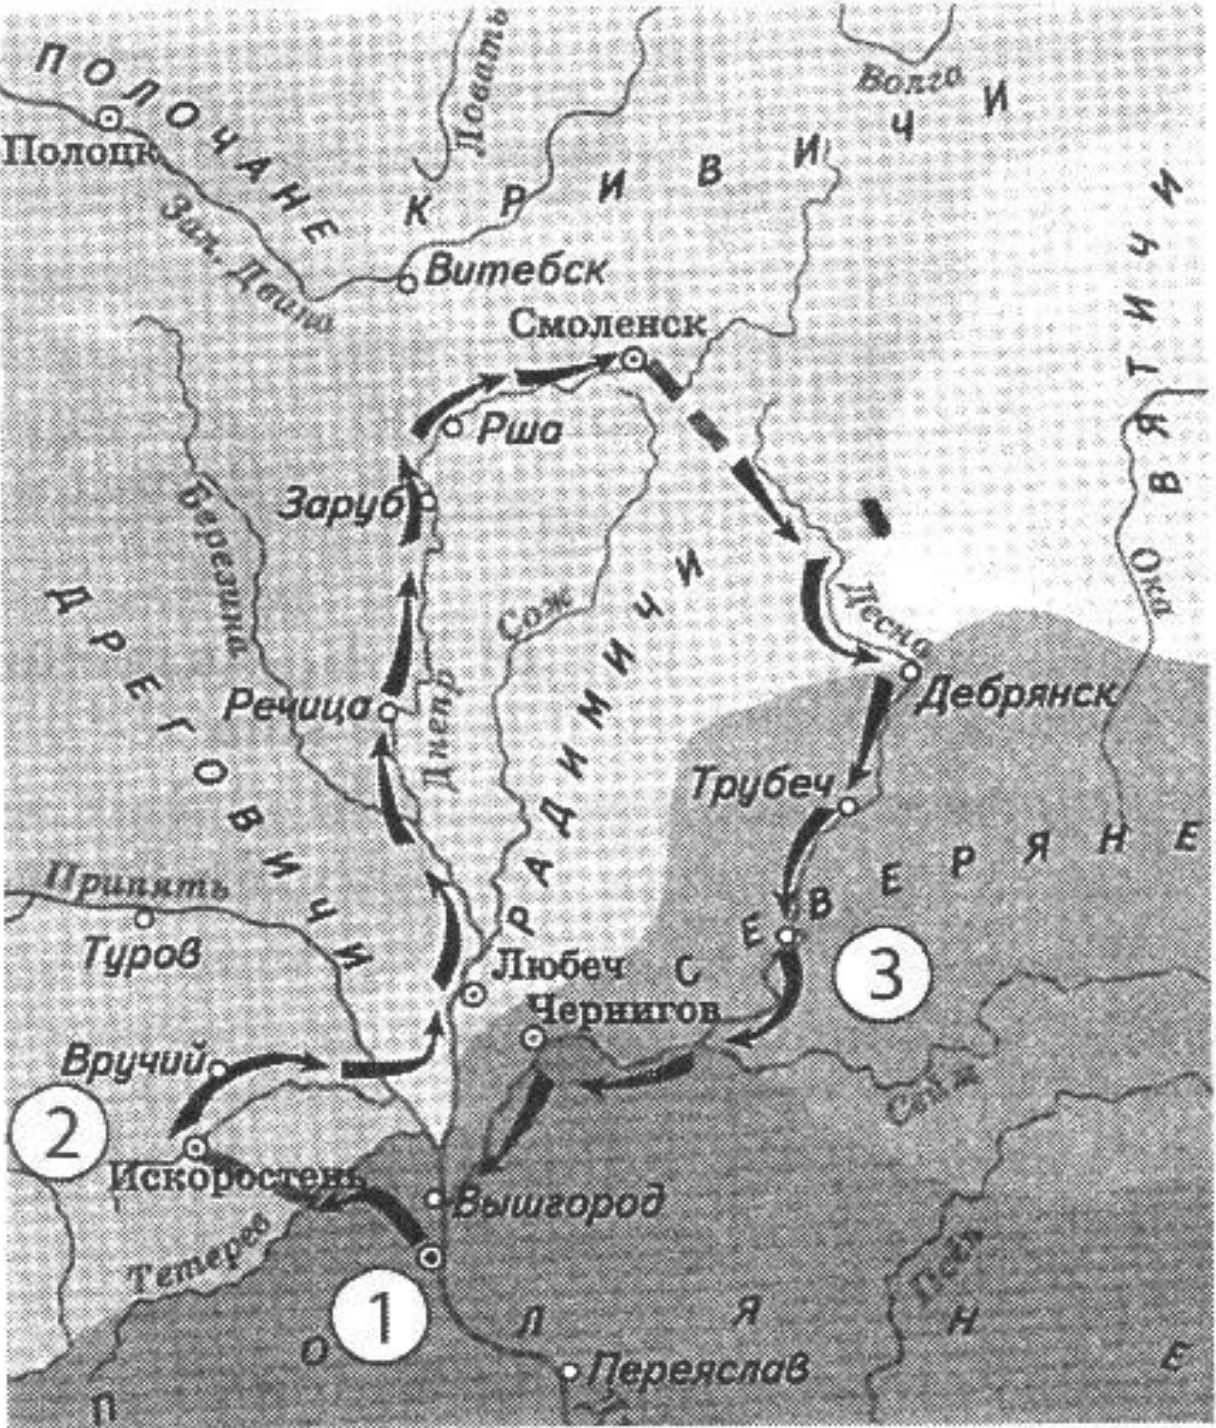 ПОЛОЧАНЕ
Ловать
Волга
Полоцк
КРИВИЧИ
Зап. Двина
Витебск
Смоленск
ВЯТИЧИ
Рша
Заруб
Березина
Ока
Сож
Десна
ДРЕГОВИЧИ
РАДИМИЧИ
Речица
Днепр
Дебрянск
Трубеч
СЕВЕРЯНЕ
Припять
Туров
Любеч
3
Чернигов
Вручий
Сейм
2
Искоростень
Вышгород
Тетерев
Псёл
1
ПОЛЯНЕ
Переяслав